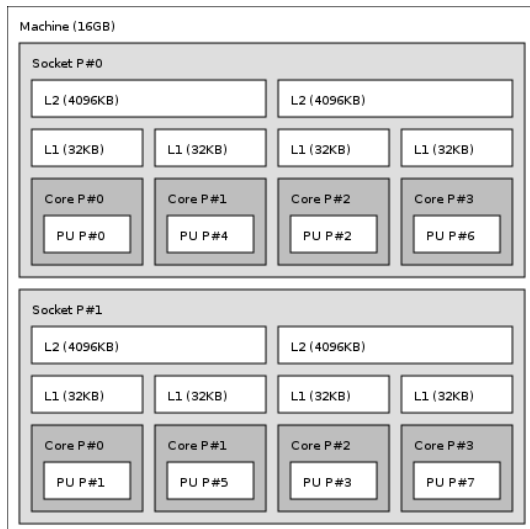 Machine (16GB)
Socket P#0
L2 (4096KB) L2 (4096KB)
L1 (32KB) L1 (32KB) L1 (32KB) L1 (32KB)
Core P#0 Core P#1 Core P#2 Core P#3
PU P#0 PU P#4 PU P#2 PU P#6
Socket P#1
L2 (4096KB) L2 (4096KB)
L1 (32KB) L1 (32KB) L1 (32KB) L1 (32KB)
Core P#0 Core P#1 Core P#2 Core P#3
PU P#1 PU P#5 PU P#3 PU P#7